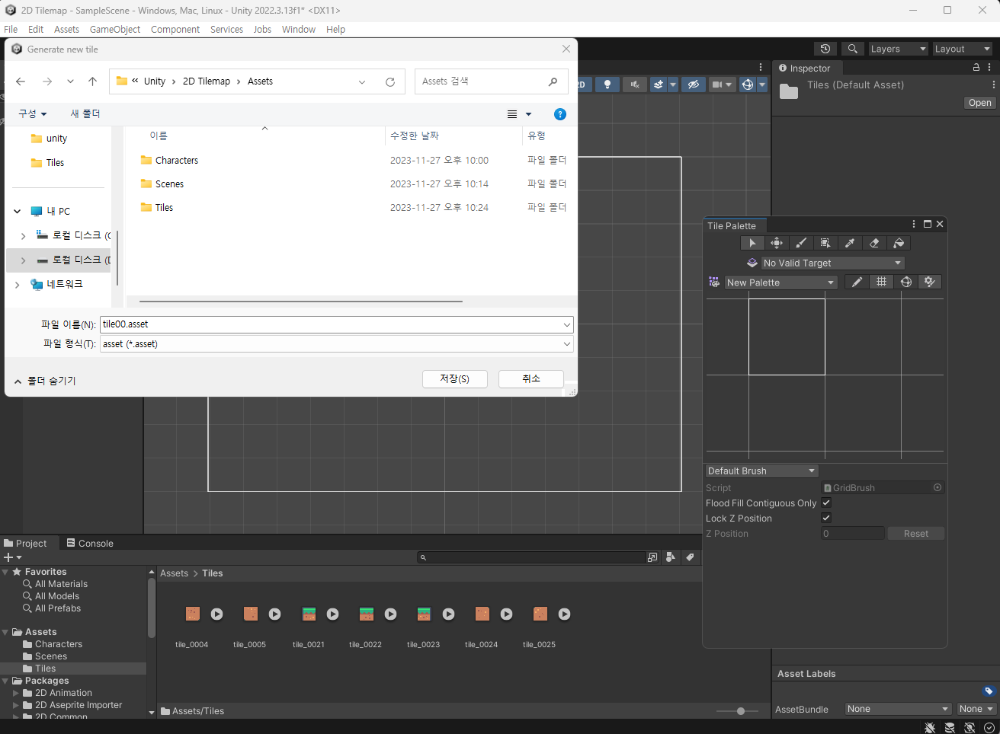 2D Tilemap - SampleScene - Windows, Mac, Linux - Unity 2022.3.13f1* <DX11>
File Edit Assets GameObject Component Services Jobs Window Help
Generate new tile
Layers
Layout
« Unity > 2D Tilemap > Assets
Assets 검색
구성
새 폴더
unity
Tiles
내 PC
로컬 디스크 (C
로컬 디스크 (D
네트워크
이름 수정한 날짜 유형
Characters 2023-11-27 오후 10:00 파일 폴더
Scenes 2023-11-27 오후 10:14 파일 폴더
Tiles 2023-11-27 오후 10:24 파일 폴더
파일 이름(N): tile00.asset
파일 형식(T): asset (*.asset)
폴더 숨기기
저장(S)
취소
2D
Inspector
Tiles (Default Asset)
Open
Tile Palette
No Valid Target
New Palette
Default Brush
Script GridBrush
Flood Fill Contiguous Only
Lock Z Position
Z Position 0 Reset
Project Console
Favorites
All Materials
All Models
All Prefabs
Assets
Characters
Scenes
Tiles
Packages
2D Animation
2D Aseprite Importer
2D Common
Assets > Tiles
tile_0004 tile_0005 tile_0021 tile_0022 tile_0023 tile_0024 tile_0025
Assets/Tiles
Asset Labels
AssetBundle None None